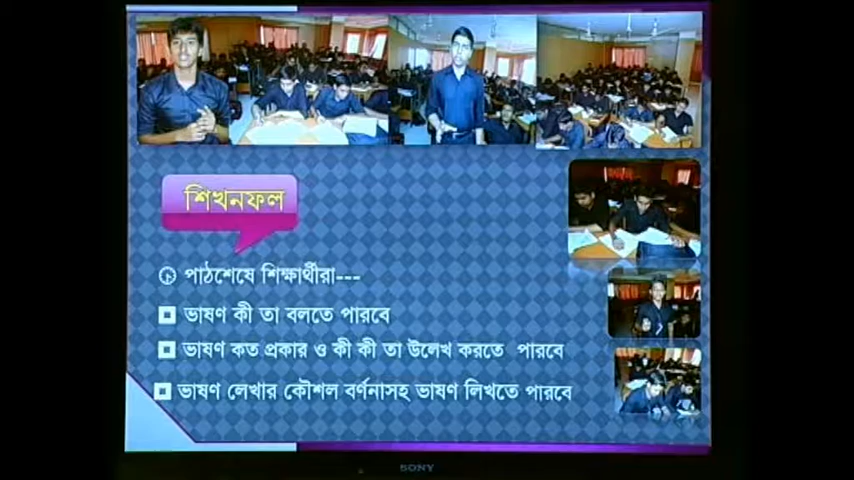 শিখনফল
পাঠশেষে শিক্ষার্থীরা---
ভাষণ কী তা বলতে পারবে
ভাষণ কত প্রকার ও কী কী তা উলেখ করতে পারবে
ভাষণ লেখার কৌশল বর্ণনাসহ ভাষণ লিখতে পারবে
SONY